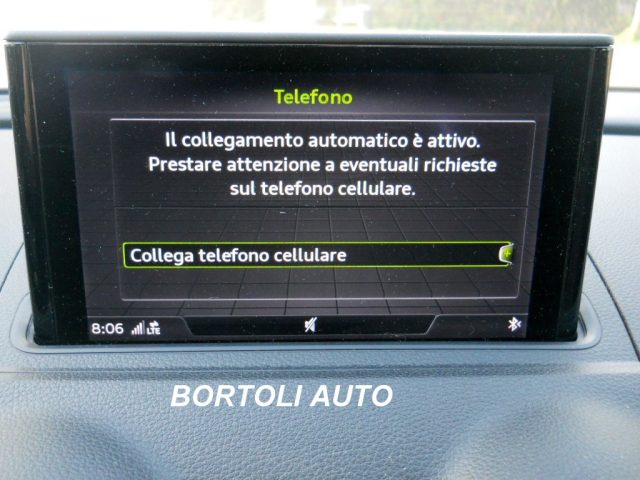 Telefono
Il collegamento automatico è attivo.
Prestare attenzione a eventuali richieste
sul telefono cellulare.
Collega telefono cellulare
8:06 LTE
BORTOLI AUTO